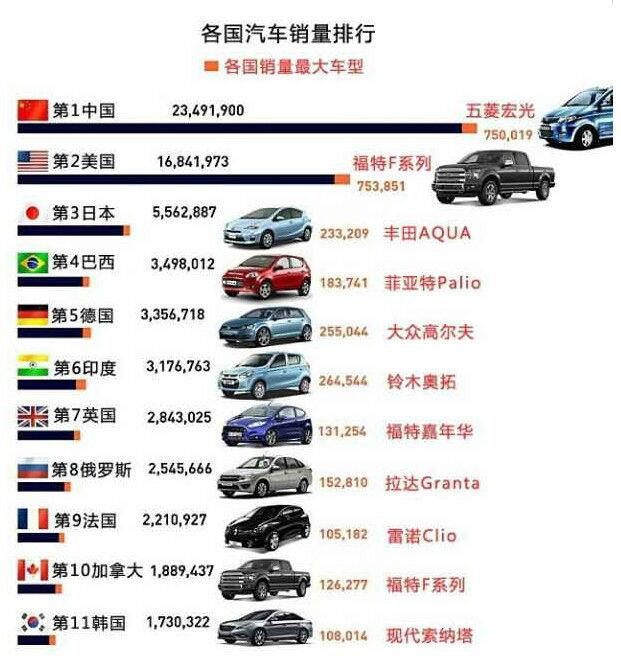 各国汽车销量排行
各国销量最大车型
第1中国 23,491,900 五菱宏光
750,019
第2美国 16,841,973 福特F系列
753,851
第3日本 5,562,887 233,209 丰田AQUA
第4巴西 3,498,012 183,741 菲亚特Palio
第5德国 3,356,718 255,044 大众高尔夫
第6印度 3,176,763 264,544 铃木奥拓
第7英国 2,843,025 131,254 福特嘉年华
第8俄罗斯 2,545,666 152,810 拉达Granta
第9法国 2,210,927 105,182 雷诺Clio
第10加拿大 1,889,437 126,277 福特F系列
第11韩国 1,730,322 108,014 现代索纳塔